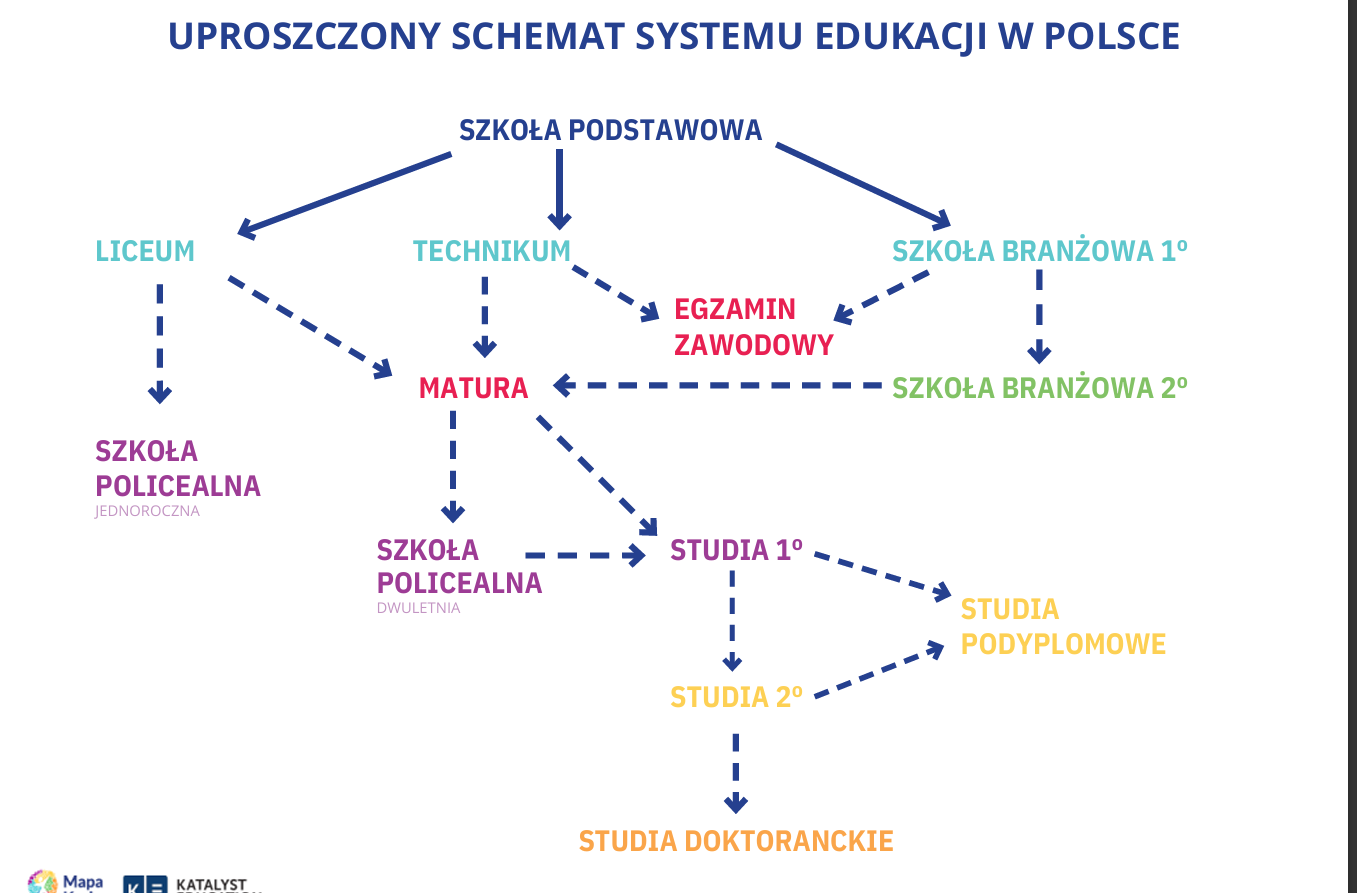 UPROSZCZONY SCHEMAT SYSTEMU EDUKACJI W POLSCE
SZKOŁA PODSTAWOWA
LICEUM
TECHNIKUM
SZKOŁA BRANŻOWA 1º
EGZAMIN
ZAWODOWY
MATURA
SZKOŁA BRANŻOWA 2º
SZKOŁA
POLICEALNA
JEDNOROCZNA
SZKOŁA
POLICEALNA
DWULETNIA
STUDIA 1º
STUDIA
PODYPLOMOWE
STUDIA 2º
STUDIA DOKTORANCKIE
Mapa
KE
KATALYST